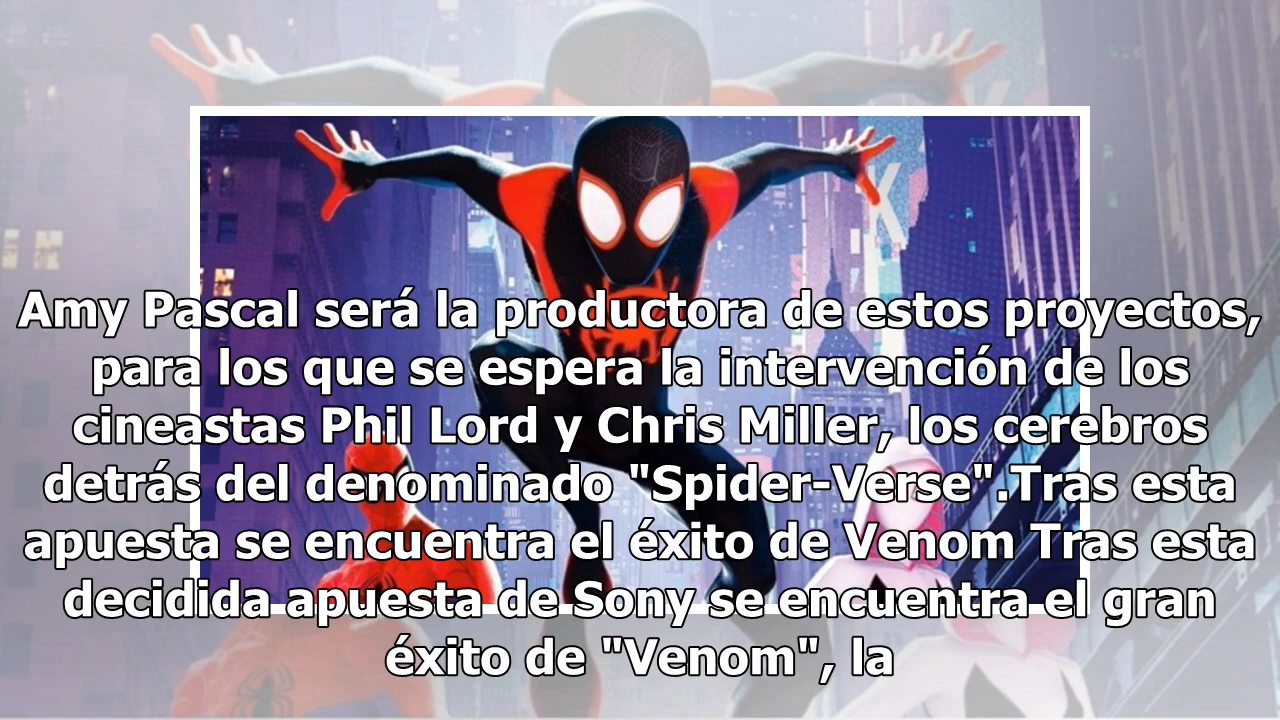 Amy Pascal será la productora de estos proyectos,
para los que se espera la intervención de los
cineastas Phil Lord y Chris Miller, los cerebros
detrás del denominado "Spider-Verse".Tras esta
apuesta se encuentra el éxito de Venom Tras esta
decidida apuesta de Sony se encuentra el gran
éxito de "Venom", la